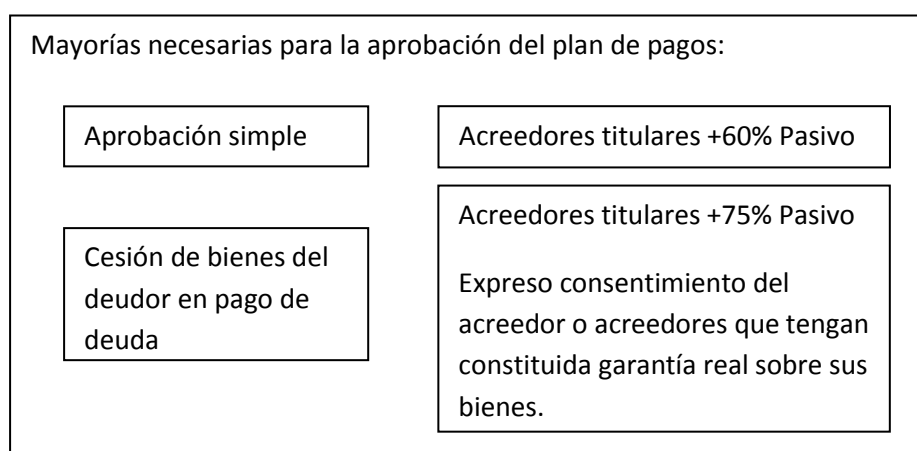 Mayorías necesarias para la aprobación del plan de pagos:
Aprobación simple
Acreedores titulares +60% Pasivo
Cesión de bienes del
deudor en pago de
deuda
Acreedores titulares +75% Pasivo
Expreso consentimiento del
acreedor o acreedores que tengan
constituida garantía real sobre sus
bienes.